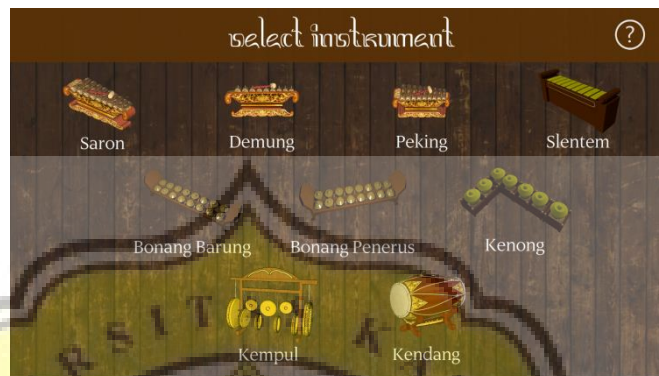 select instrument ?
Saron Demung Peking Slentem
Bonang Barung Bonang Penerus Kenong
R S I T K
Kempul Kendang